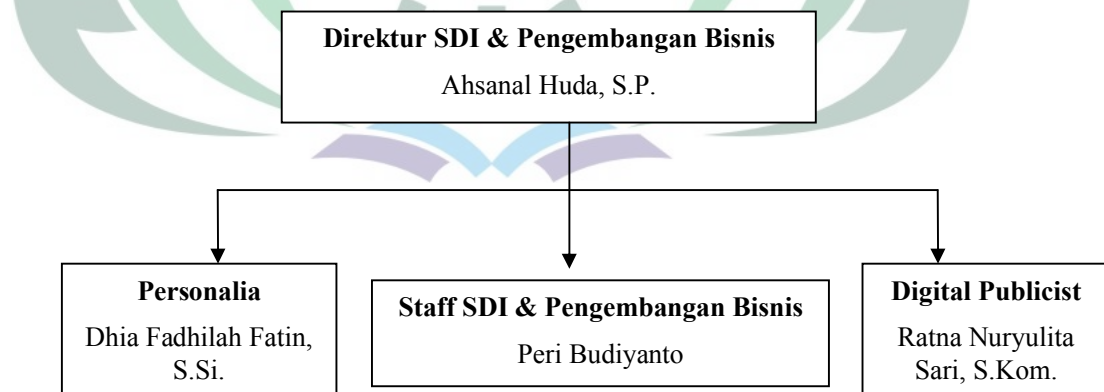 Direktur SDI & Pengembangan Bisnis
Ahsanal Huda, S.P.
Personalia
Dhia Fadhilah Fatin,
S.Si.
Staff SDI & Pengembangan Bisnis
Peri Budiyanto
Digital Publicist
Ratna Nuryulita
Sari, S.Kom.